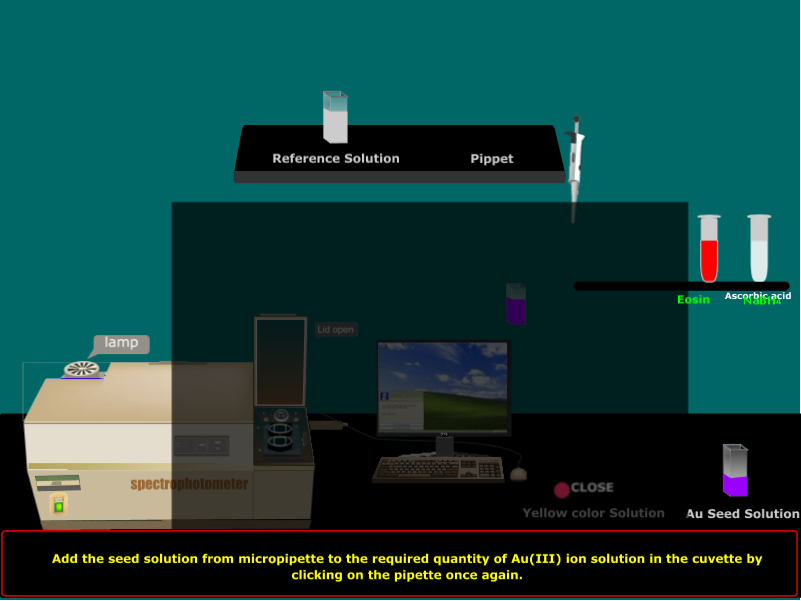 Reference Solution
Pippet
Eosin
Ascorbic acid
Lid open
lamp
spectrophotometer
CLOSE
Yellow color Solution
Au Seed Solution
Add the seed solution from micropipette to the required quantity of Au(III) ion solution in the cuvette by
clicking on the pipette once again.